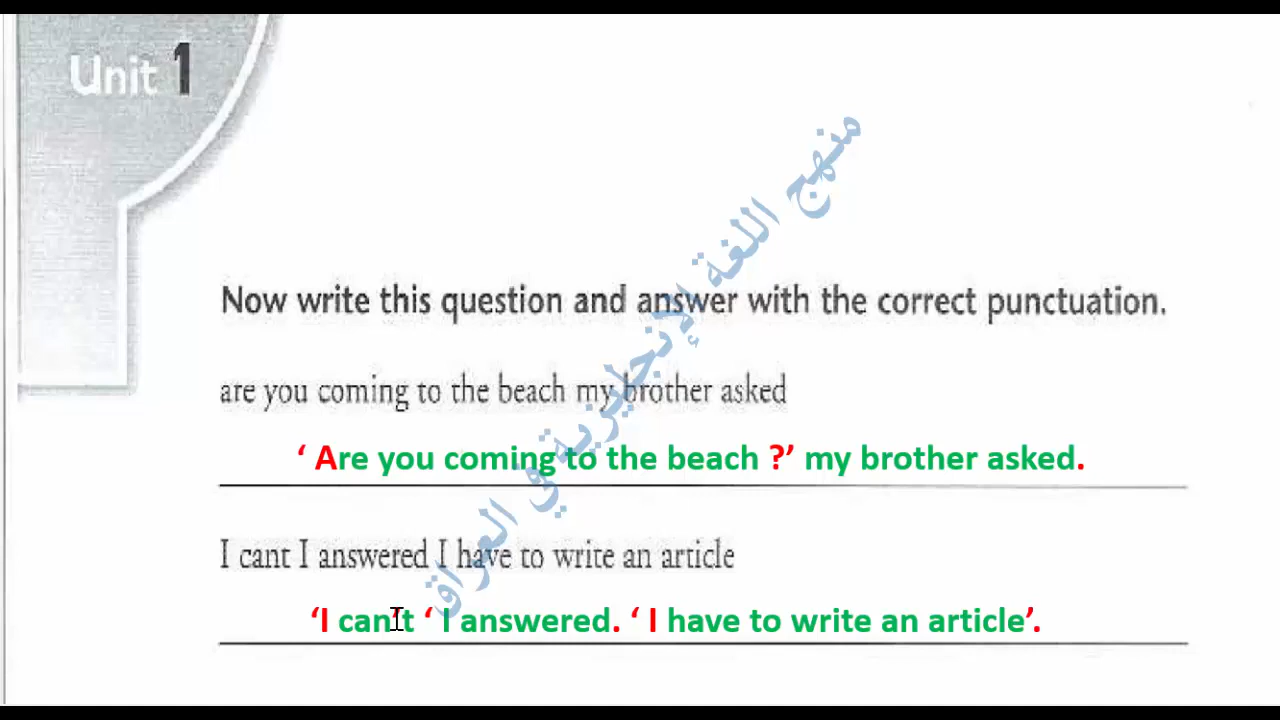 Unit 1
منهج اللغة الإنجليزية في العراق
Now write this question and answer with the correct punctuation.
are you coming to the beach my brother asked
‘ Are you coming to the beach ?’ my brother asked.
I cant I answered I have to write an article
‘I can’t ‘ I answered. ‘ I have to write an article’.